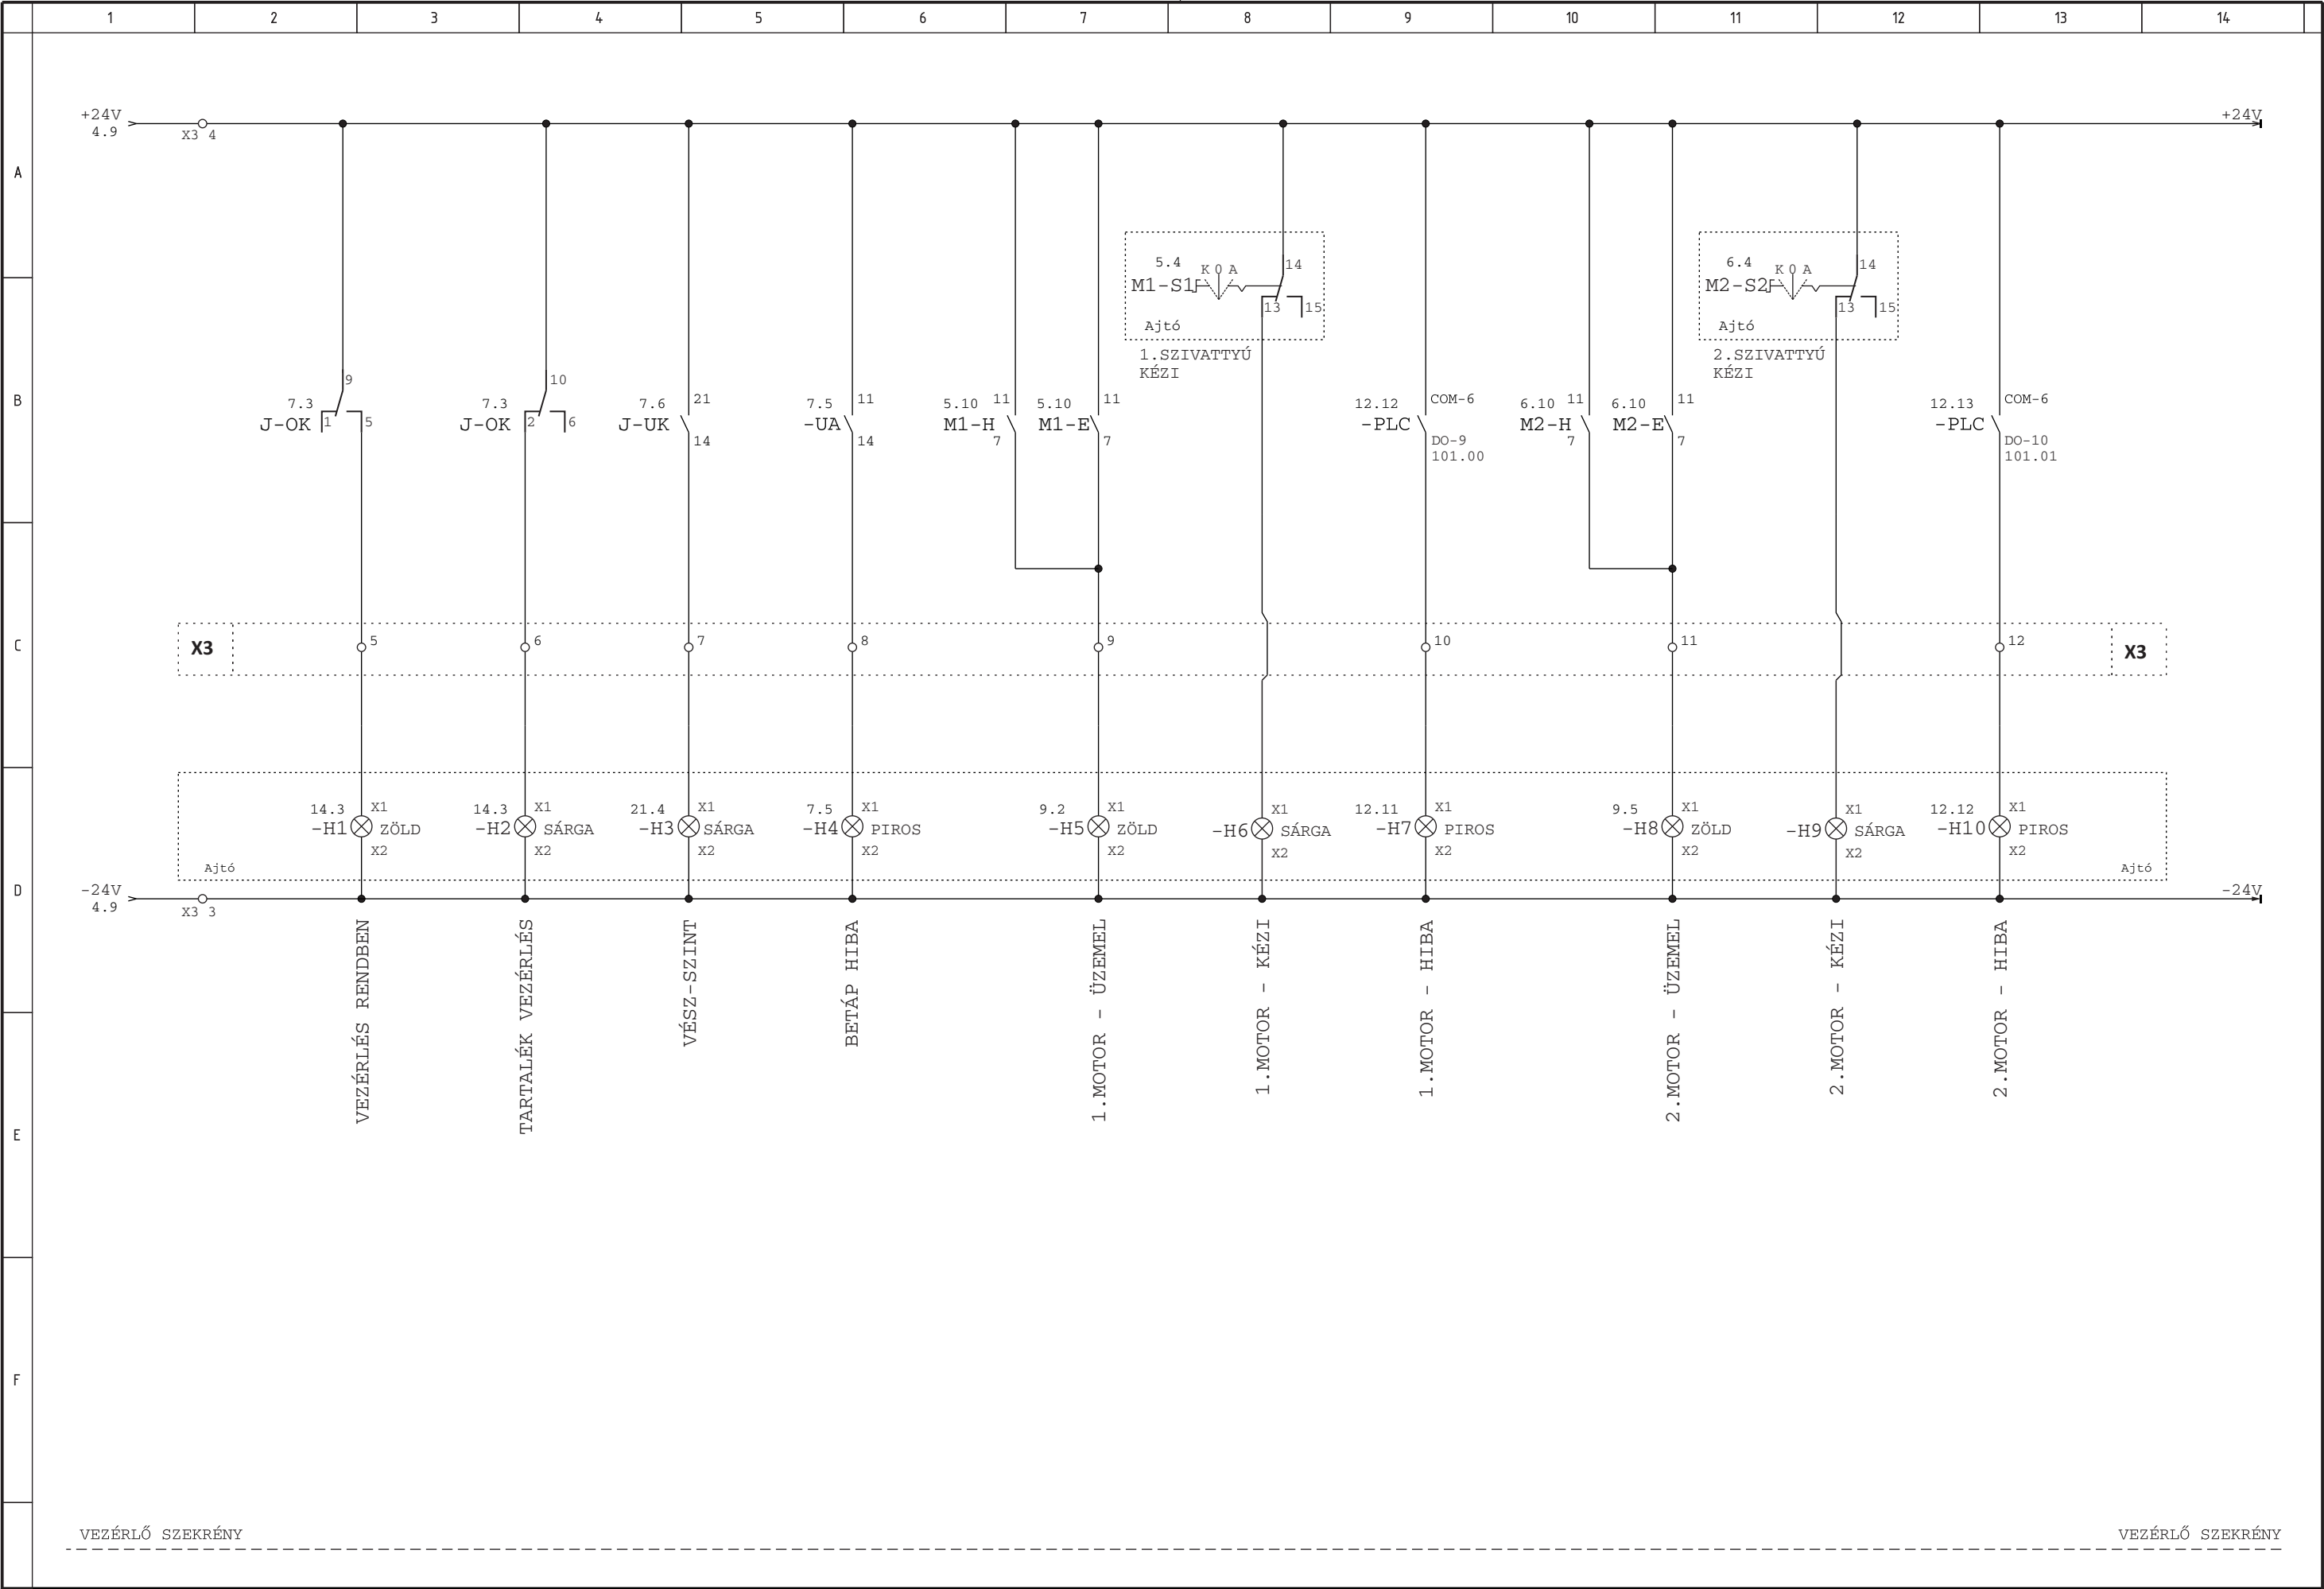 1 2 3 4 5 6 7 8 9 10 11 12 13 14
+24V +24V
4.9
X3 4
A
5.4 K 0 A 14
M1-S1
13 15
Ajtó
1.SZIVATTYÚ
KÉZI
6.4 K 0 A 14
M2-S2
13 15
Ajtó
2.SZIVATTYÚ
KÉZI
B
9
7.3
J-OK 1 5
10
7.3
J-OK 2 6
7.6 21
J-UK
14
7.5 11
-UA
14
5.10 11
M1-H
7
5.10 11
M1-E
7
12.12 COM-6
-PLC
DO-9
101.00
6.10 11
M2-H
7
6.10 11
M2-E
7
12.13 COM-6
-PLC
DO-10
101.01
C
X3 5 6 7 8 9 10 11 12 X3
14.3 X1
-H1 ZÖLD
X2
14.3 X1
-H2 SÁRGA
X2
21.4 X1
-H3 SÁRGA
X2
7.5 X1
-H4 PIROS
X2
9.2 X1
-H5 ZÖLD
X2
X1
-H6 SÁRGA
X2
12.11 X1
-H7 PIROS
X2
9.5 X1
-H8 ZÖLD
X2
X1
-H9 SÁRGA
X2
12.12 X1
-H10 PIROS
X2
Ajtó Ajtó
D
-24V -24V
4.9
X3 3
VEZÉRLÉS RENDBEN
TARTALÉK VEZÉRLÉS
VÉSZ-SZINT
BETÁP HIBA
1.MOTOR - ÜZEMEL
1.MOTOR - KÉZI
1.MOTOR - HIBA
2.MOTOR - ÜZEMEL
2.MOTOR - KÉZI
2.MOTOR - HIBA
E
F
VEZÉRLŐ SZEKRÉNY VEZÉRLŐ SZEKRÉNY